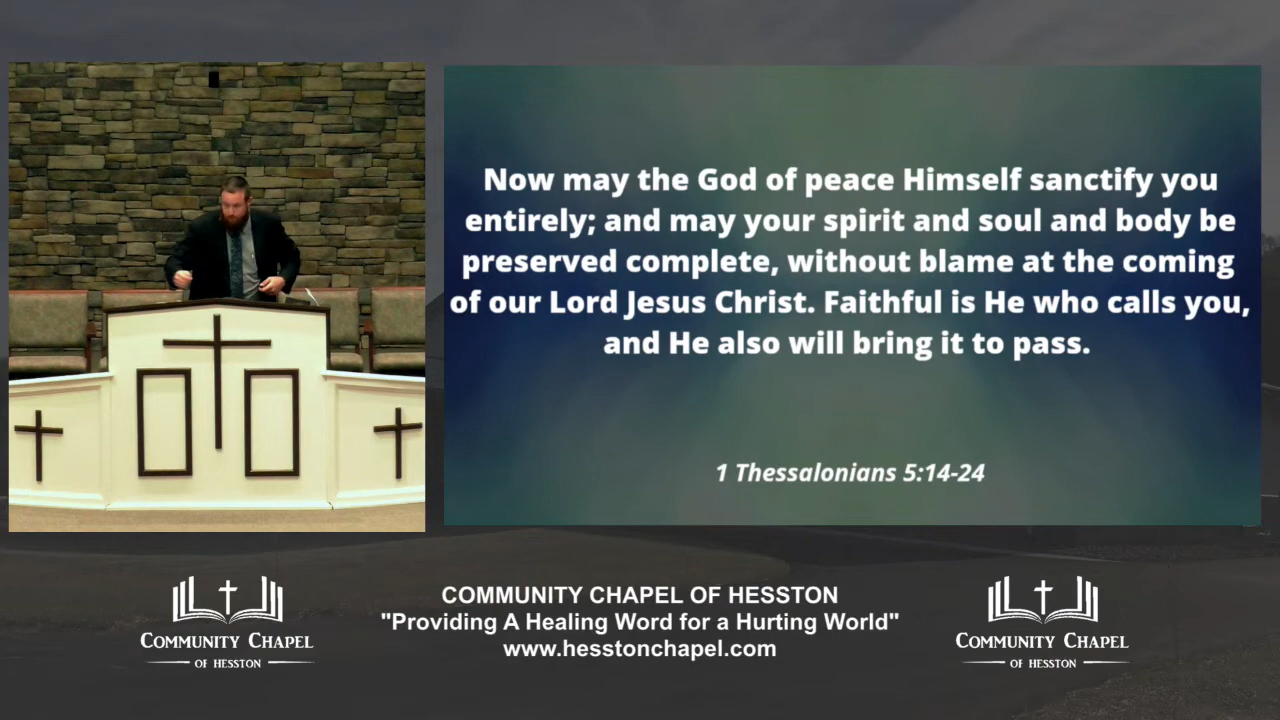 Now may the God of peace Himself sanctify you
entirely; and may your spirit and soul and body be
preserved complete, without blame at the coming
of our Lord Jesus Christ. Faithful is He who calls you,
and He also will bring it to pass.
1 Thessalonians 5:14-24
COMMUNITY CHAPEL
OF HESSTON
COMMUNITY CHAPEL OF HESSTON
"Providing A Healing Word for a Hurting World"
www.hesstonchapel.com
COMMUNITY CHAPEL
OF HESSTON